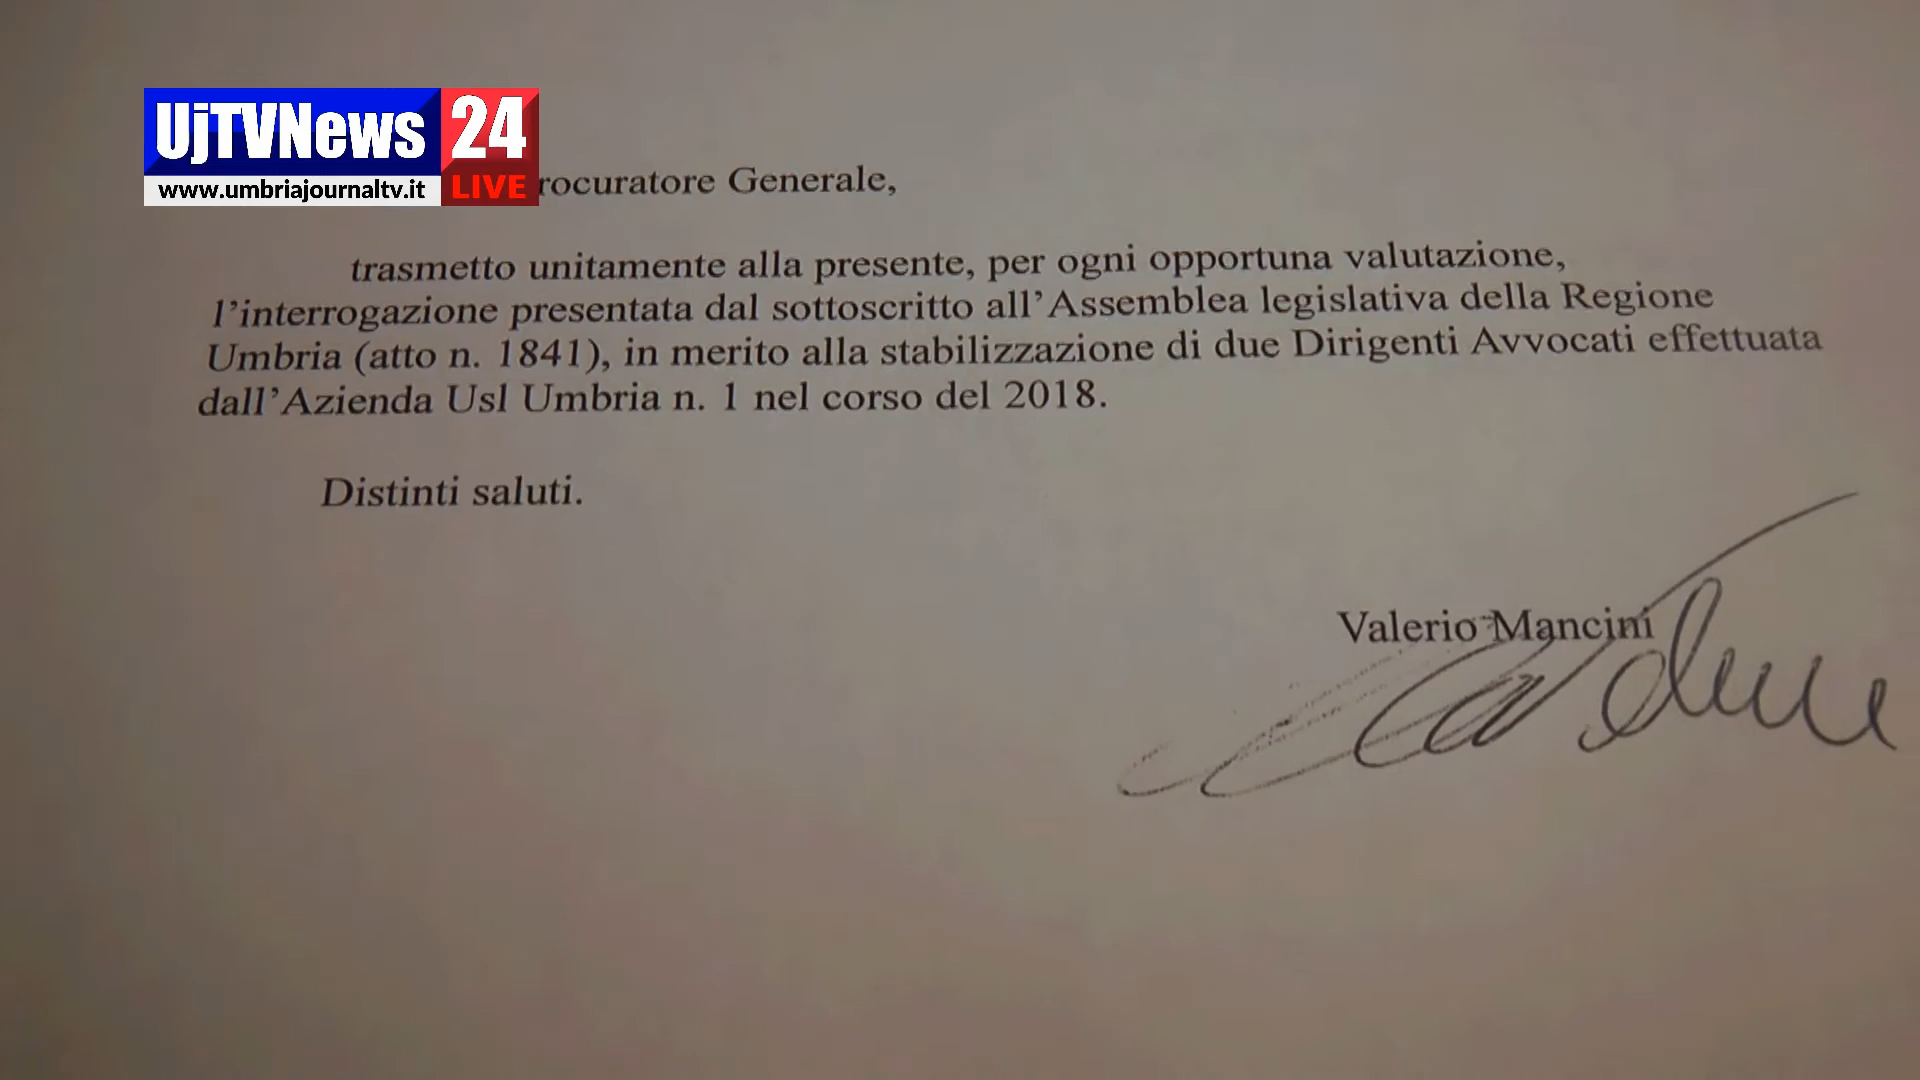 UjTVNews 24
www.umbriajournaltv.it LIVE
rocuratore Generale,
trasmetto unitamente alla presente, per ogni opportuna valutazione,
l'interrogazione presentata dal sottoscritto all'Assemblea legislativa della Regione
Umbria (atto n. 1841), in merito alla stabilizzazione di due Dirigenti Avvocati effettuata
dall'Azienda Usl Umbria n. 1 nel corso del 2018.
Distinti saluti.
Valerio Mancini